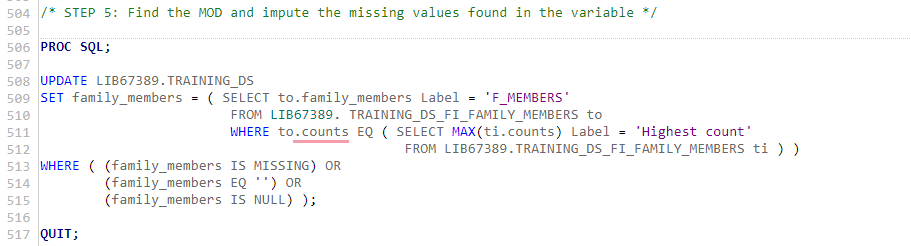 504 /* STEP 5: Find the MOD and impute the missing values found in the variable */
505
506 PROC SQL;
507
508 UPDATE LIB67389.TRAINING_DS
509 SET family_members = ( SELECT to.family_members Label = 'F_MEMBERS'
510 FROM LIB67389. TRAINING_DS_FI_FAMILY_MEMBERS to
511 WHERE to.counts EQ ( SELECT MAX(ti.counts) Label = 'Highest count'
512 FROM LIB67389.TRAINING_DS_FI_FAMILY_MEMBERS ti ) )
513 WHERE ( (family_members IS MISSING) OR
514 (family_members EQ '') OR
515 (family_members IS NULL) );
516
517 QUIT;